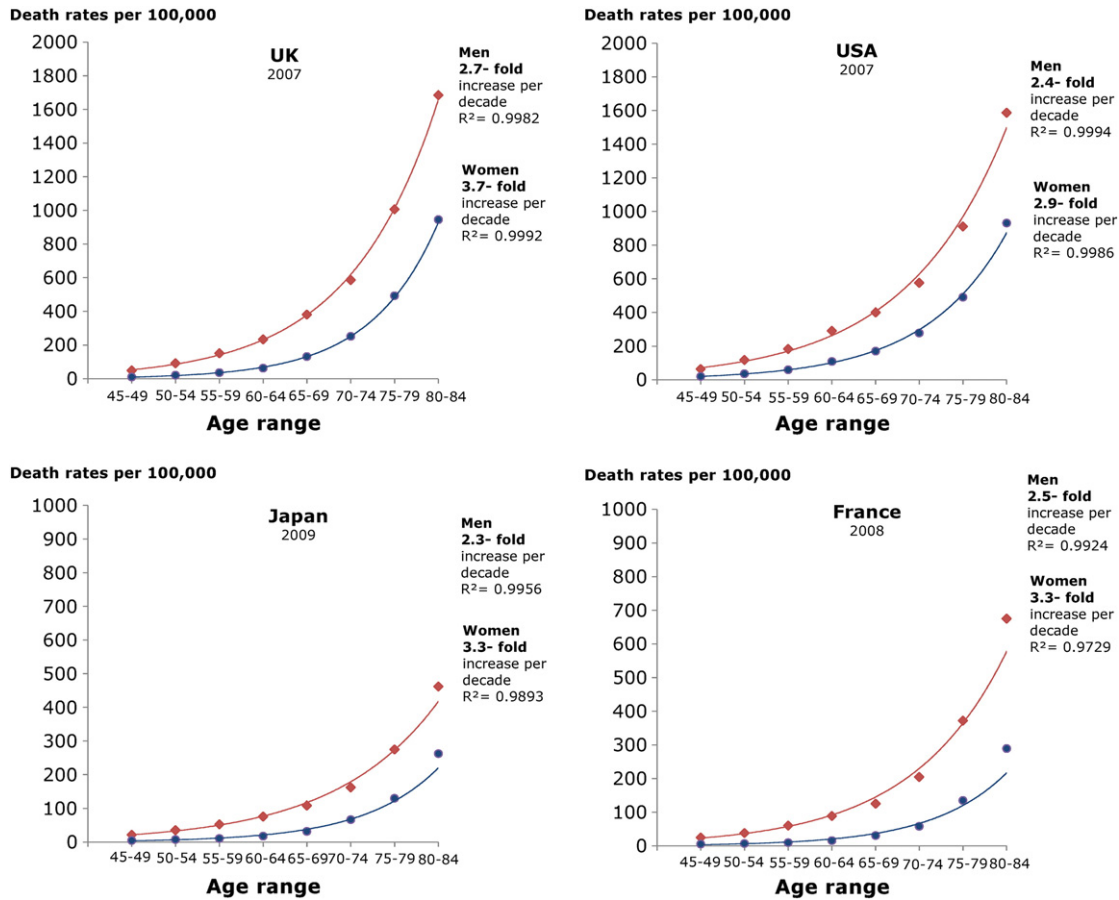 Death rates per 100,000
UK
2007
Men
2.7- fold
increase per
decade
R²= 0.9982
Women
3.7- fold
increase per
decade
R²= 0.9992
2000
1800
1600
1400
1200
1000
800
600
400
200
0
45-49 50-54 55-59 60-64 65-69 70-74 75-79 80-84
Age range
Death rates per 100,000
USA
2007
Men
2.4- fold
increase per
decade
R²= 0.9994
Women
2.9- fold
increase per
decade
R²= 0.9986
2000
1800
1600
1400
1200
1000
800
600
400
200
0
45-49 50-54 55-59 60-64 65-69 70-74 75-79 80-84
Age range
Death rates per 100,000
Japan
2009
Men
2.3- fold
increase per
decade
R²= 0.9956
Women
3.3- fold
increase per
decade
R²= 0.9893
1000
900
800
700
600
500
400
300
200
100
0
45-49 50-54 55-59 60-64 65-69 70-74 75-79 80-84
Age range
Death rates per 100,000
France
2008
Men
2.5- fold
increase per
decade
R²= 0.9924
Women
3.3- fold
increase per
decade
R²= 0.9729
1000
900
800
700
600
500
400
300
200
100
0
45-49 50-54 55-59 60-64 65-69 70-74 75-79 80-84
Age range